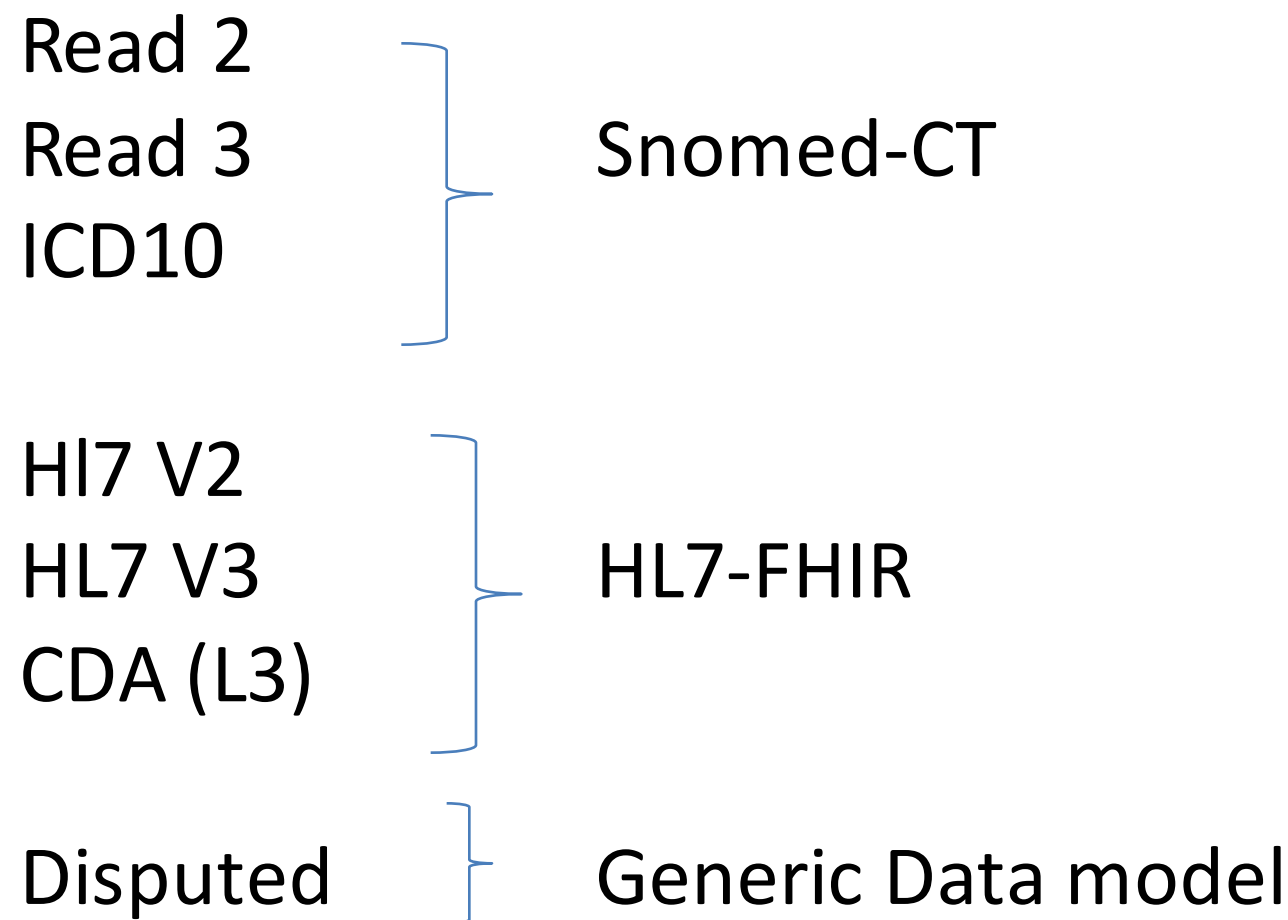 Read 2
Read 3
Snomed-CT
ICD10
Hl7 V2
HL7 V3
HL7-FHIR
CDA (L3)
Disputed
Generic Data model